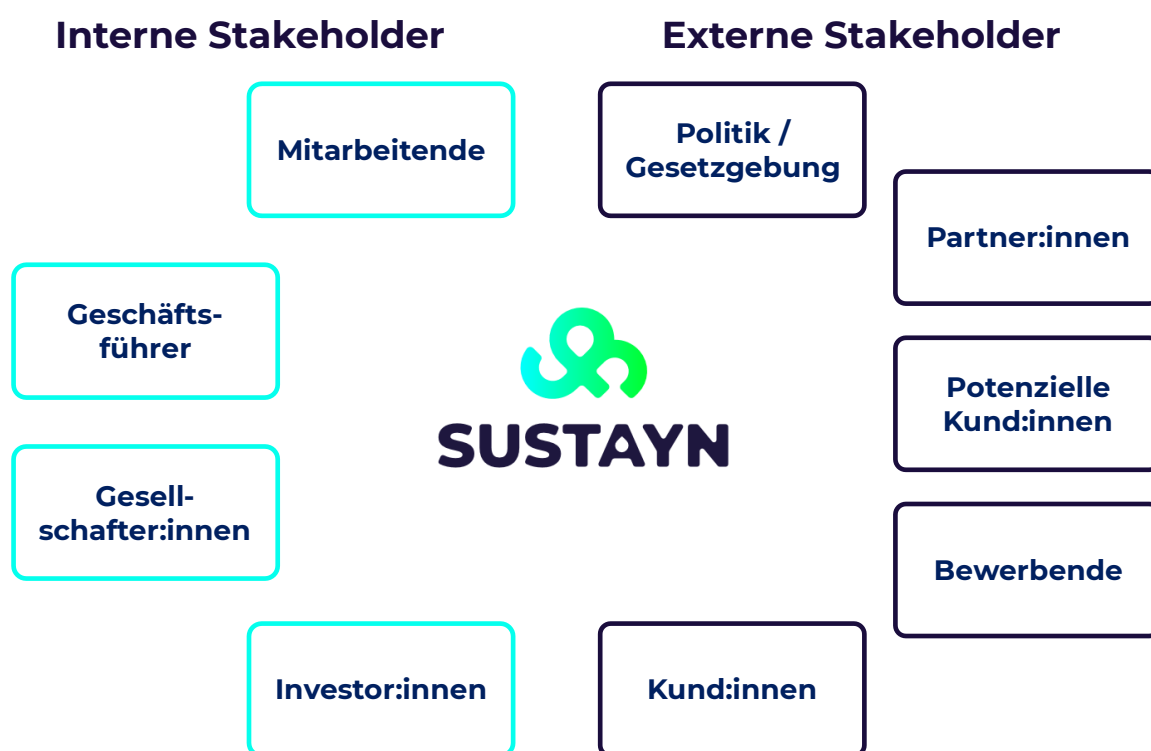 Interne Stakeholder
Externe Stakeholder
Mitarbeitende
Politik /
Gesetzgebung
Partner:innen
Geschäfts-
führer
Potenzielle
Kund:innen
SUSTAYN
Gesell-
schafter:innen
Bewerbende
Investor:innen
Kund:innen